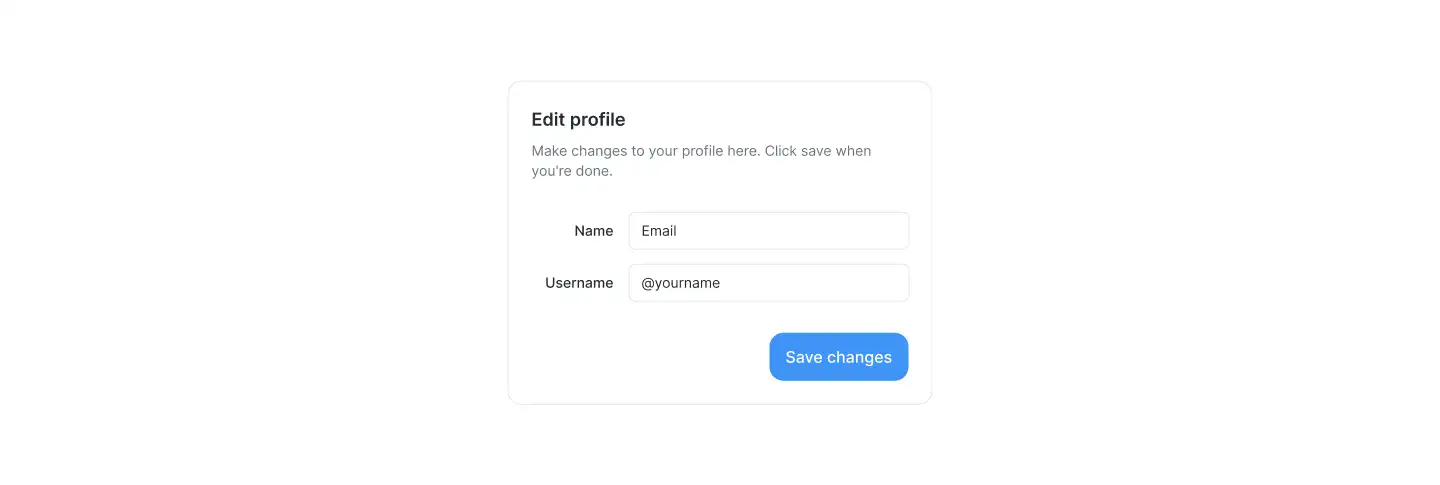 Edit profile
Make changes to your profile here. Click save when
you're done.
Name
Email
Username
@yourname
Save changes